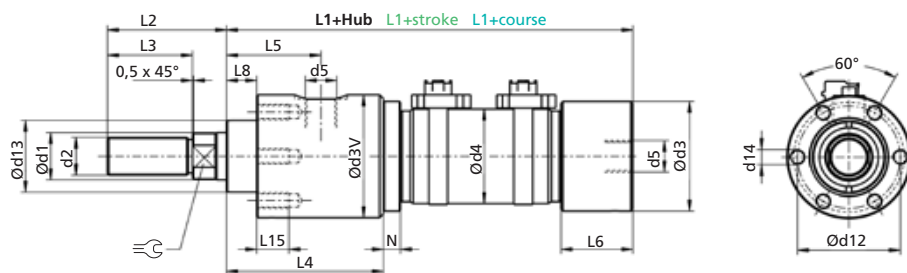 L2 L1+Hub L1+stroke L1+course
L3 L5 60°
0,5 x 45° L8 d5
Ød13 Ød1 d2 Ød3V Ød4 d5 Ød3 d14
L15 N L6 Ød12
L4